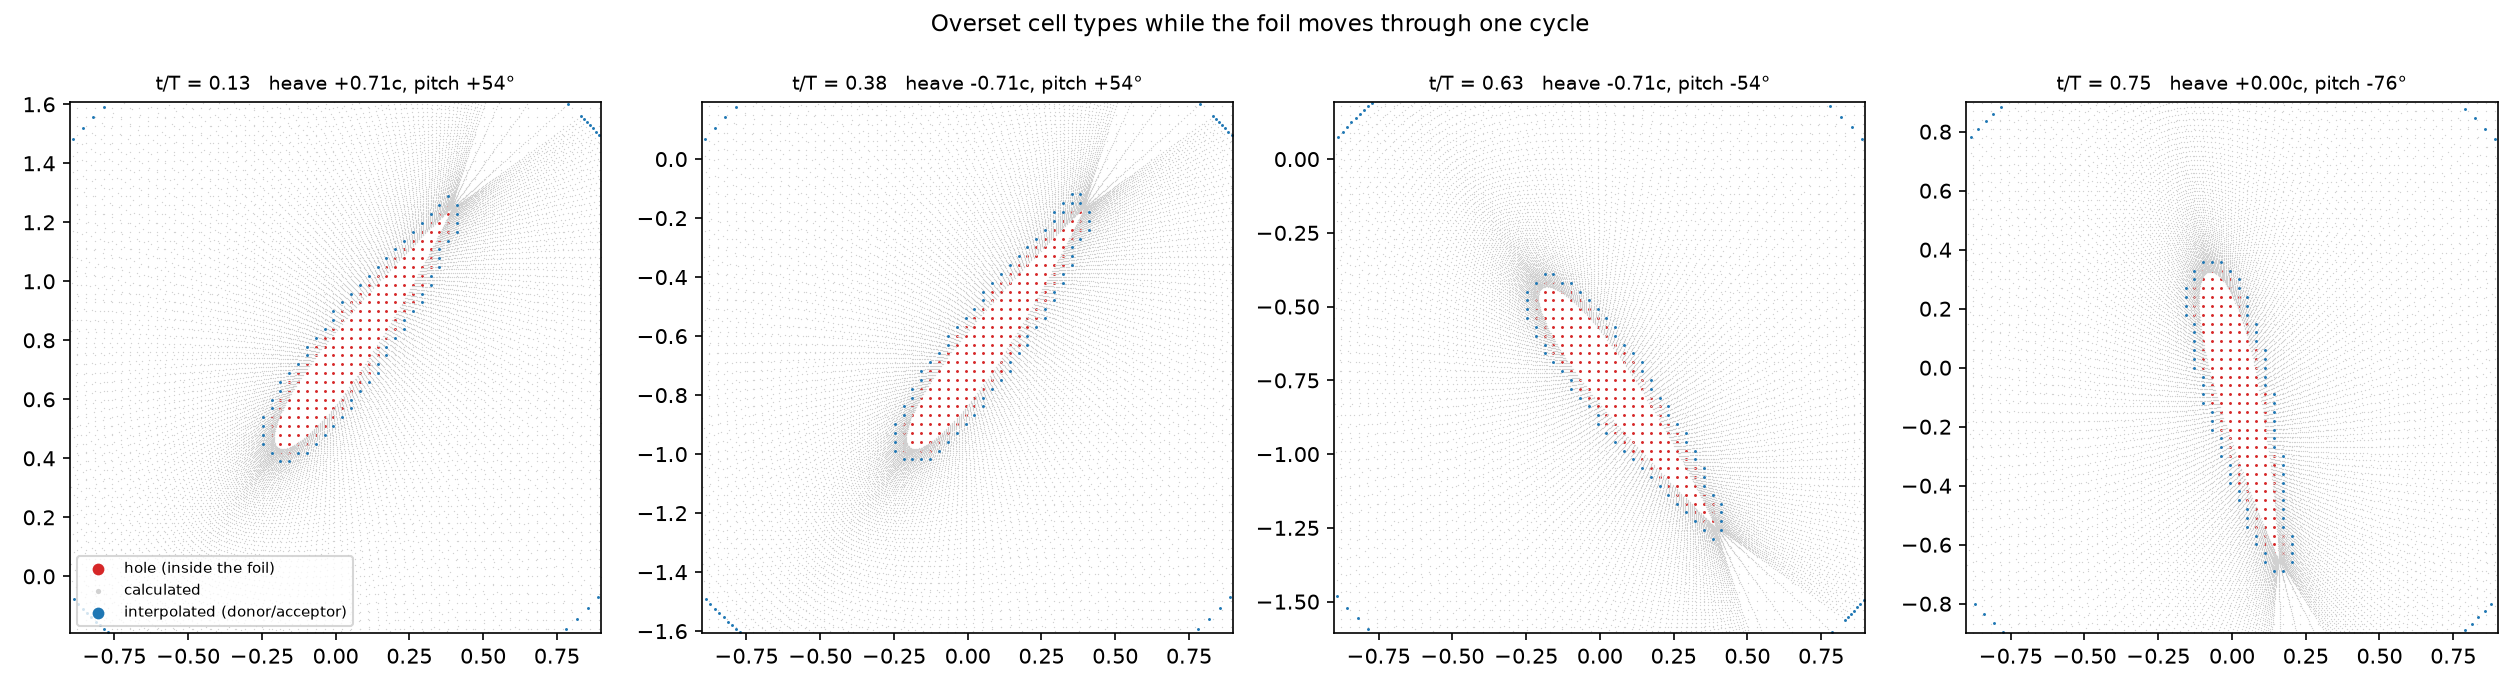 Overset cell types while the foil moves through one cycle
t/T = 0.13   heave +0.71c, pitch +54°
1.6
1.4
1.2
1.0
0.8
0.6
0.4
0.2
0.0
hole (inside the foil)
calculated
interpolated (donor/acceptor)
−0.75 −0.50 −0.25 0.00 0.25 0.50 0.75
t/T = 0.38   heave -0.71c, pitch +54°
0.0
−0.2
−0.4
−0.6
−0.8
−1.0
−1.2
−1.4
−1.6
−0.75 −0.50 −0.25 0.00 0.25 0.50 0.75
t/T = 0.63   heave -0.71c, pitch -54°
0.00
−0.25
−0.50
−0.75
−1.00
−1.25
−1.50
−0.75 −0.50 −0.25 0.00 0.25 0.50 0.75
t/T = 0.75   heave +0.00c, pitch -76°
0.8
0.6
0.4
0.2
0.0
−0.2
−0.4
−0.6
−0.8
−0.75 −0.50 −0.25 0.00 0.25 0.50 0.75